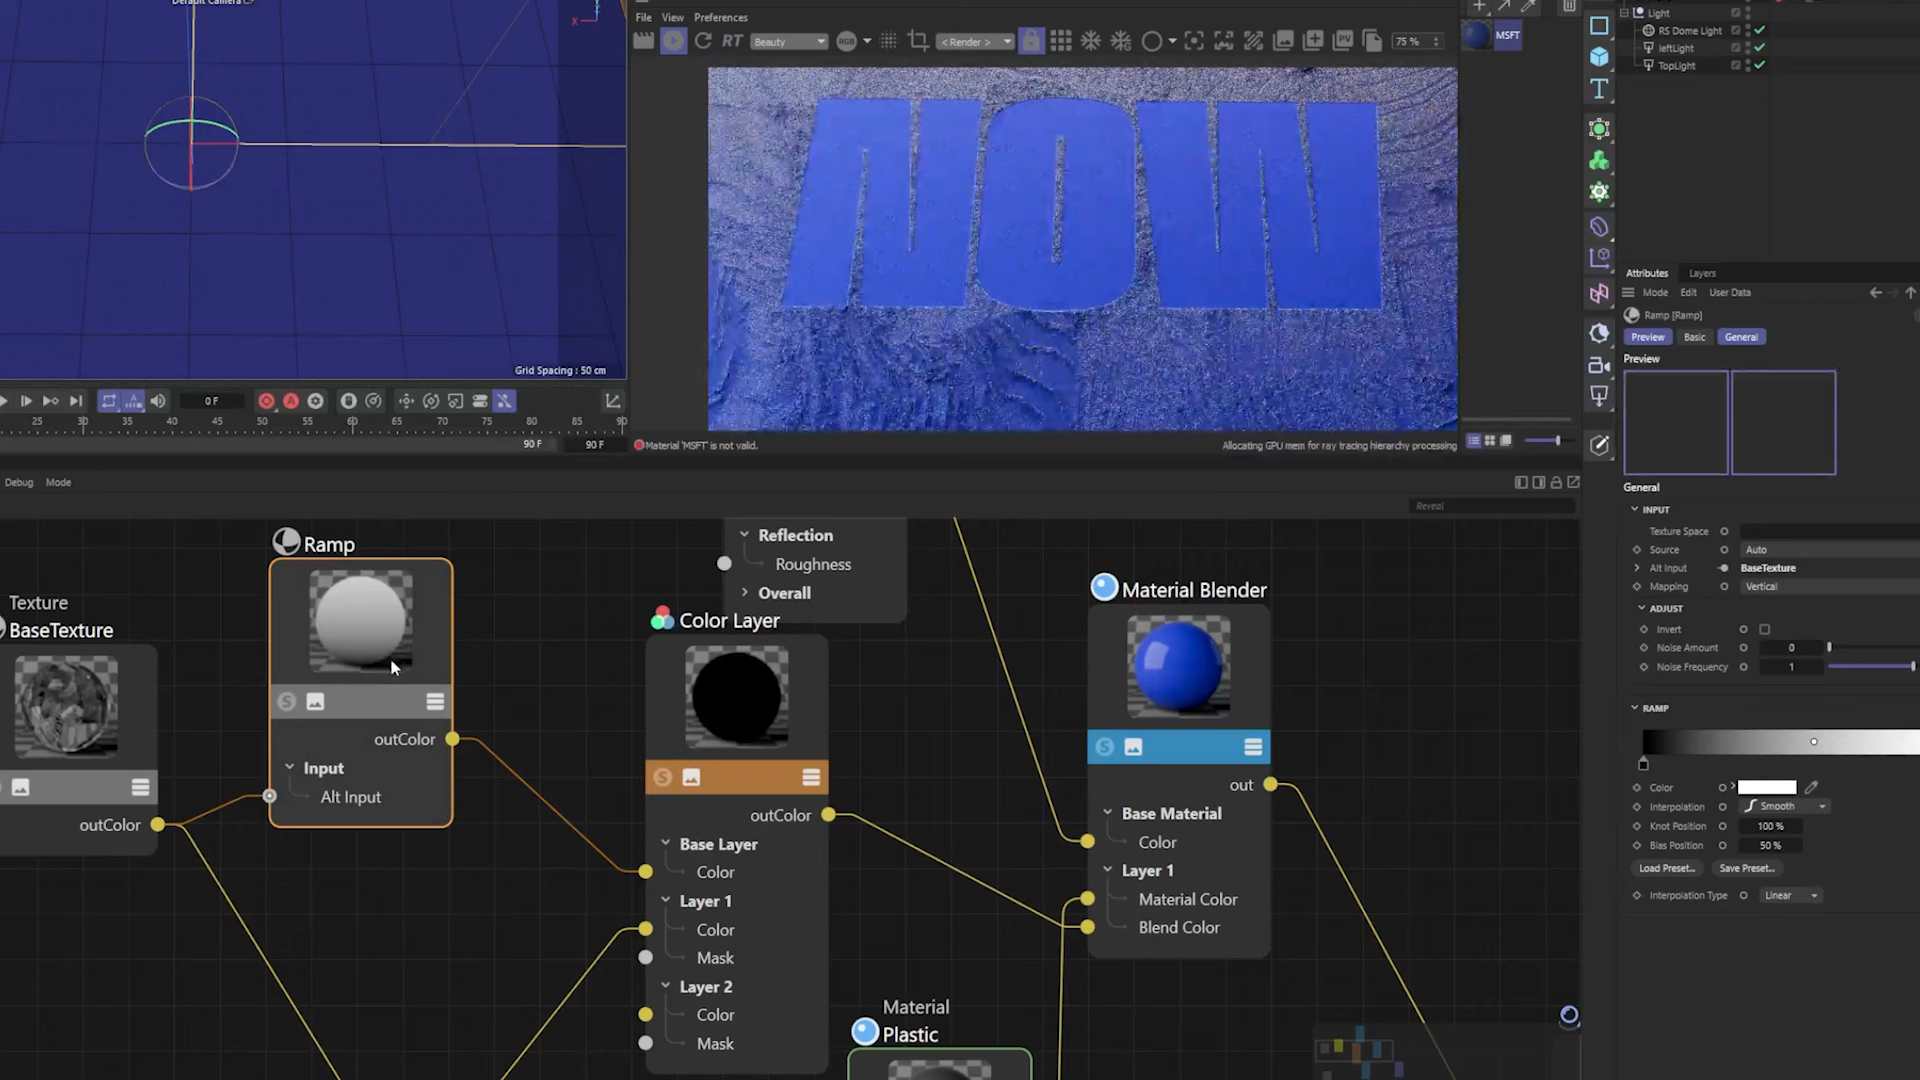 Default Camera
Grid Spacing : 50 cm
0 F
25 30 35 40 45 50 55 60 65 70 75 80 85 90
90 F 90 F
File View Preferences
RT Beauty RGB < Render > PV 75 %
NOW
Material 'MSFT' is not valid.
Allocating GPU mem for ray tracing hierarchy processing
MSFT
Light
RS Dome Light
leftLight
TopLight
Debug Mode
Reveal
Texture
BaseTexture
outColor
Ramp
S
outColor
Input
Alt Input
Reflection
Roughness
Overall
Color Layer
S
outColor
Base Layer
Color
Layer 1
Color
Mask
Layer 2
Color
Mask
Material
Plastic
Material Blender
S
out
Base Material
Color
Layer 1
Material Color
Blend Color
Attributes Layers
Mode Edit User Data
Ramp [Ramp]
Preview Basic General
Preview
General
INPUT
Texture Space
Source Auto
Alt Input BaseTexture
Mapping Vertical
ADJUST
Invert
Noise Amount 0
Noise Frequency 1
RAMP
Color
Interpolation Smooth
Knot Position 100 %
Bias Position 50 %
Load Preset... Save Preset...
Interpolation Type Linear